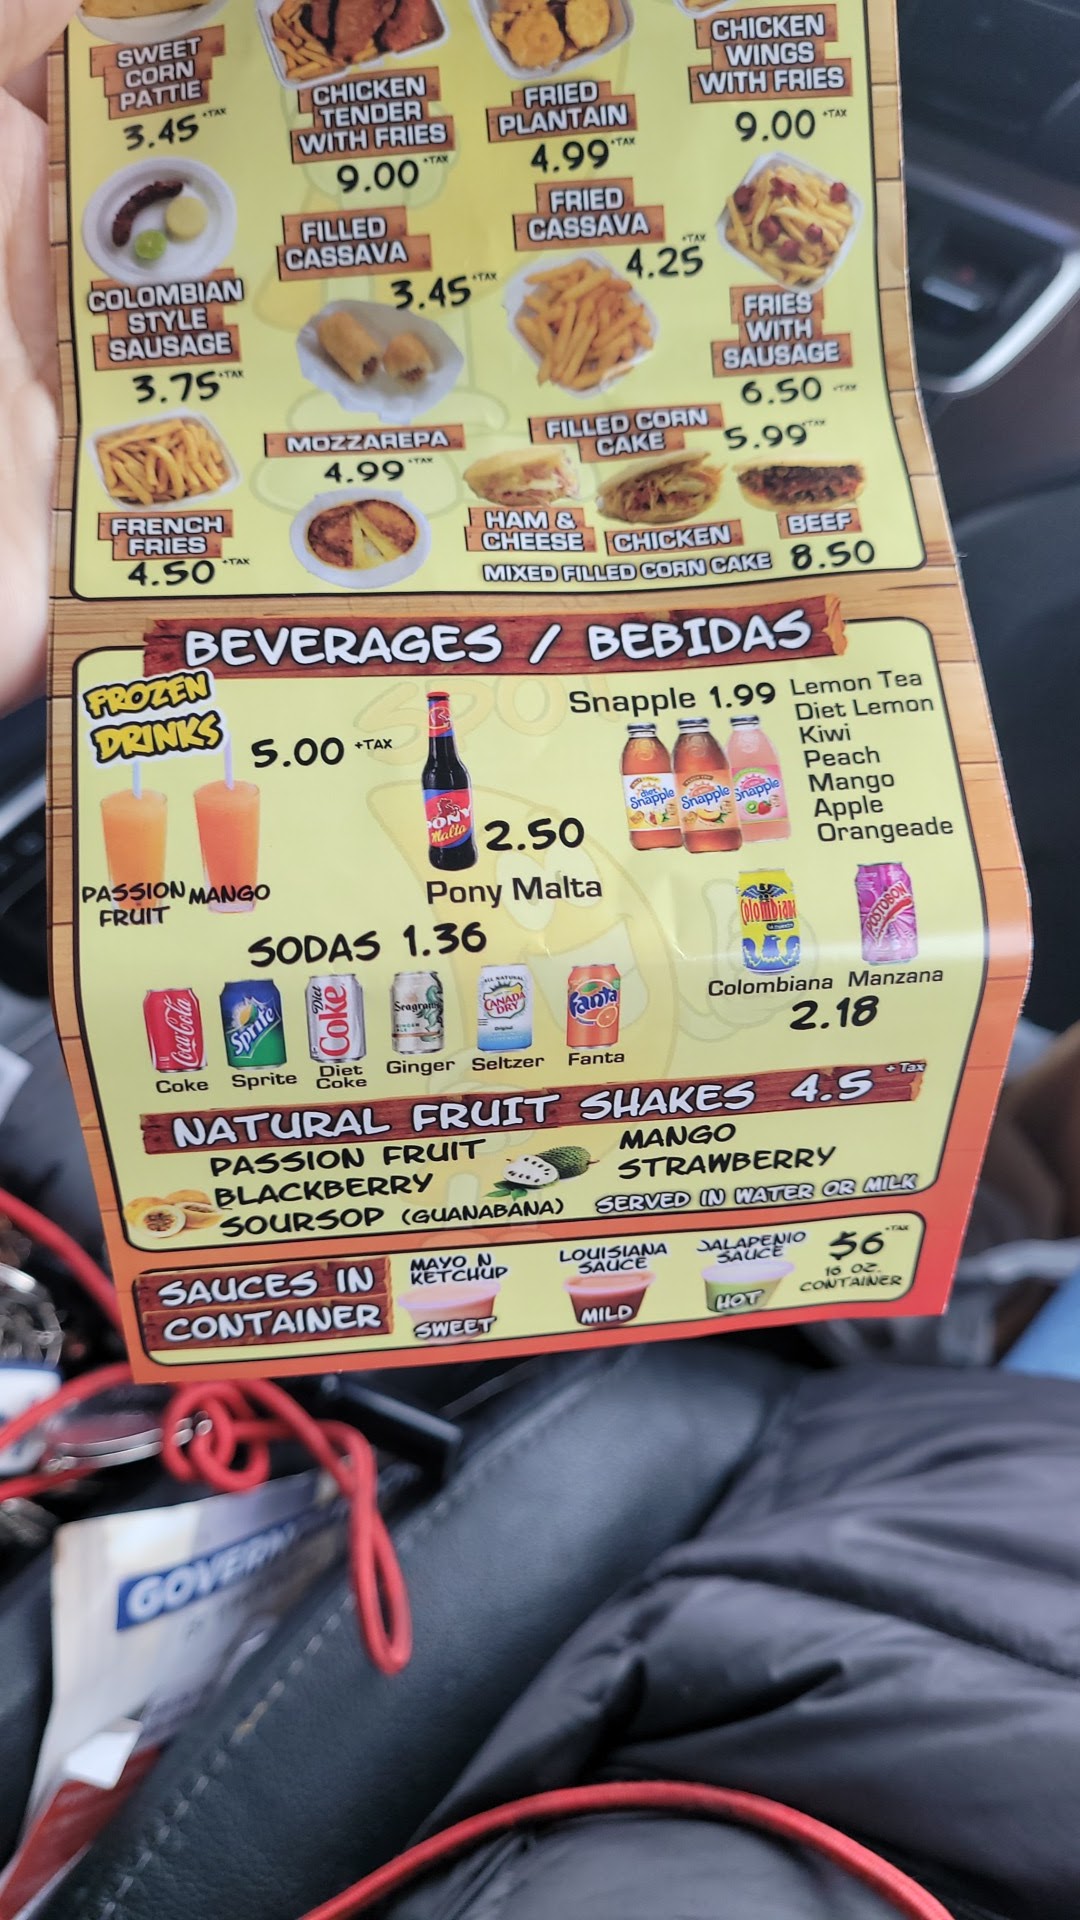 SWEET
CORN
PATTIE
3.45 +TAX
CHICKEN
TENDER
WITH FRIES
9.00 +TAX
FRIED
PLANTAIN
4.99 +TAX
CHICKEN
WINGS
WITH FRIES
9.00 +TAX
COLOMBIAN
STYLE
SAUSAGE
3.75 +TAX
FILLED
CASSAVA
3.45 +TAX
FRIED
CASSAVA
4.25 +TAX
FRIES
WITH
SAUSAGE
6.50 +TAX
FRENCH
FRIES
4.50 +TAX
MOZZAREPA
4.99 +TAX
FILLED CORN
CAKE
5.99 +TAX
HAM &
CHEESE
CHICKEN
BEEF
MIXED FILLED CORN CAKE 8.50
BEVERAGES / BEBIDAS
FROZEN
DRINKS
5.00 +TAX
PASSION
FRUIT
MANGO
PONY
Malta
2.50
Pony Malta
Snapple 1.99
Lemon Tea
Diet Lemon
Kiwi
Peach
Mango
Apple
Orangeade
diet
Snapple
Snapple
Snapple
SODAS 1.36
Coca-Cola
Sprite
Diet
Coke
Seagram's
CANADA
DRY
Fanta
Coke
Sprite
Diet
Coke
Ginger
Seltzer
Fanta
Colombiana
POSTOBON
Colombiana
Manzana
2.18
NATURAL FRUIT SHAKES 4.5 + Tax
PASSION FRUIT
BLACKBERRY
SOURSOP (GUANABANA)
MANGO
STRAWBERRY
SERVED IN WATER OR MILK
SAUCES IN
CONTAINER
MAYO N
KETCHUP
SWEET
LOUISIANA
SAUCE
MILD
JALAPENIO
SAUCE
HOT
$6 +TAX
16 OZ.
CONTAINER